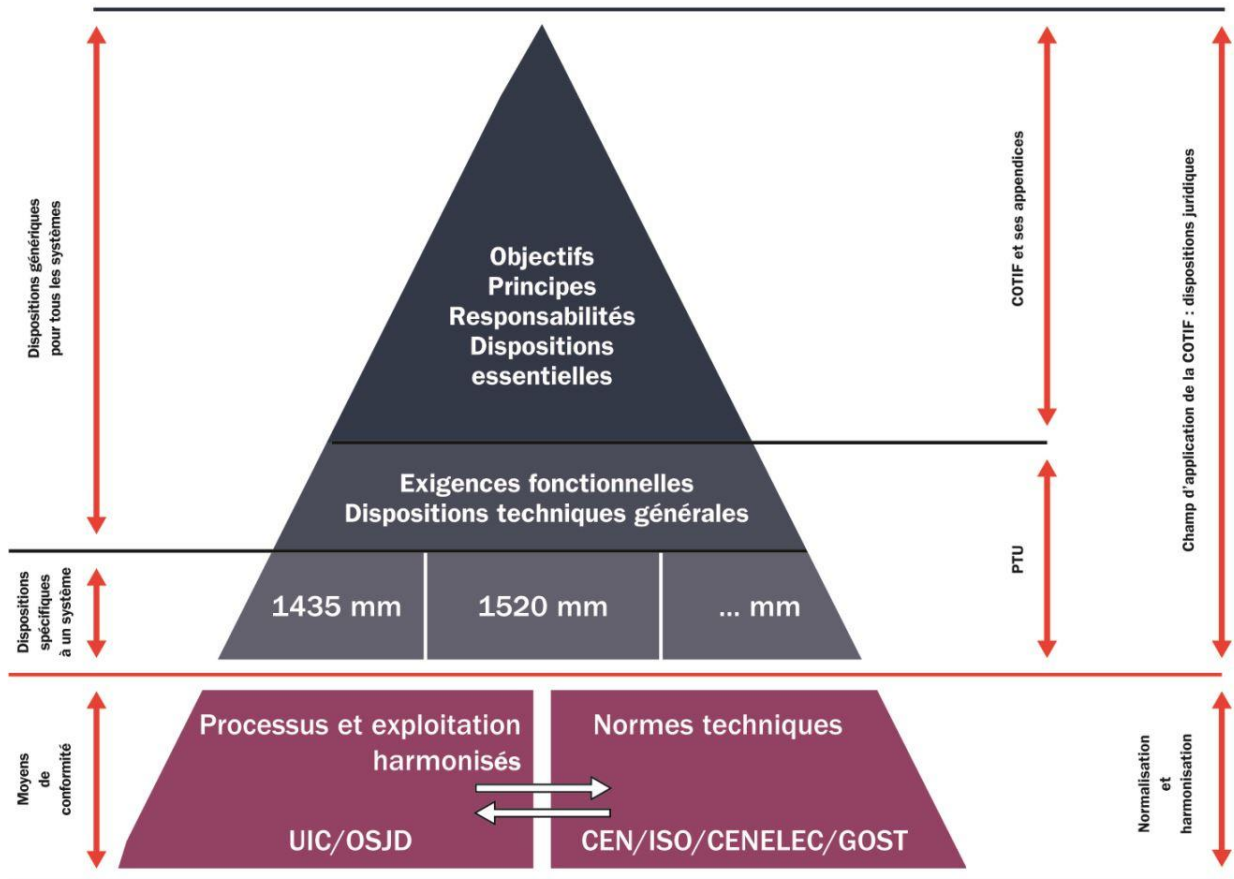 Dispositions génériques
pour tous les systèmes
Objectifs
Principes
Responsabilités
Dispositions
essentielles
COTIF et ses appendices
Champ d’application de la COTIF : dispositions juridiques
Exigences fonctionnelles
Dispositions techniques générales
PTU
Dispositions
spécifiques
à un système
1435 mm
1520 mm
... mm
Moyens
de
conformité
Processus et exploitation
harmonisés
UIC/OSJD
Normes techniques
CEN/ISO/CENELEC/GOST
Normalisation
et
harmonisation